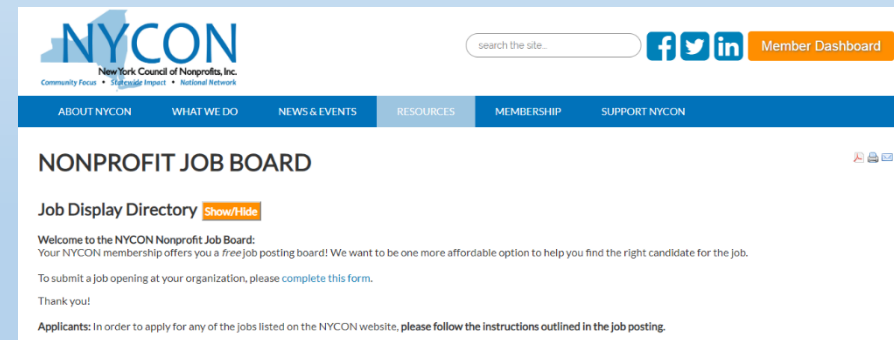 NYCON
New York Council of Nonprofits, Inc.
Community Focus • Statewide Impact • National Network
search the site...
Member Dashboard
ABOUT NYCON WHAT WE DO NEWS & EVENTS RESOURCES MEMBERSHIP SUPPORT NYCON
NONPROFIT JOB BOARD
Job Display Directory Show/Hide
Welcome to the NYCON Nonprofit Job Board:
Your NYCON membership offers you a free job posting board! We want to be one more affordable option to help you find the right candidate for the job.
To submit a job opening at your organization, please complete this form.
Thank you!
Applicants: In order to apply for any of the jobs listed on the NYCON website, please follow the instructions outlined in the job posting.